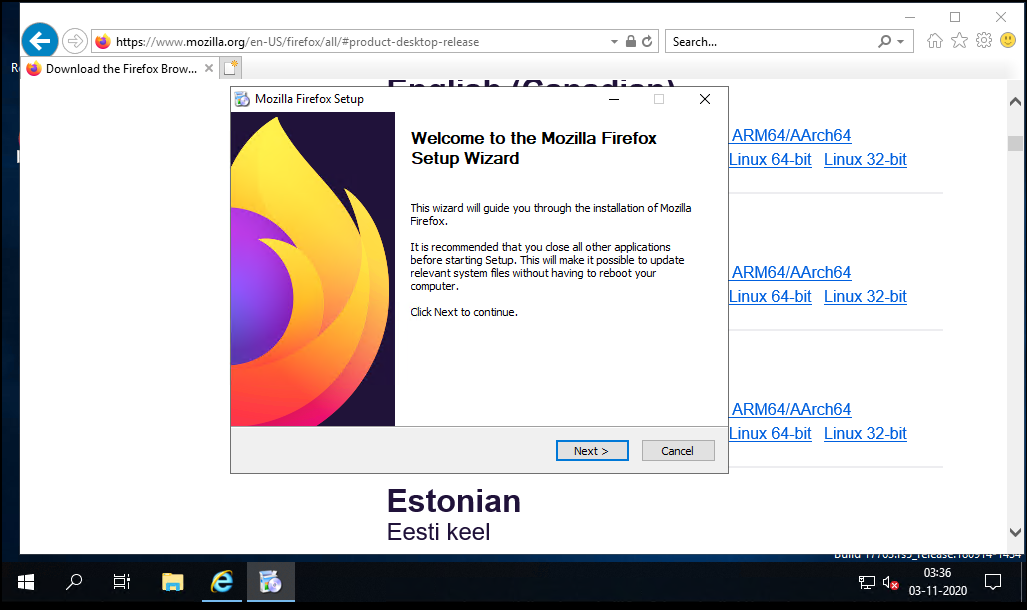 https://www.mozilla.org/en-US/firefox/all/#product-desktop-release
Search...
Download the Firefox Brow...
English (Canadian)
Mozilla Firefox Setup
Welcome to the Mozilla Firefox
Setup Wizard
This wizard will guide you through the installation of Mozilla
Firefox.
It is recommended that you close all other applications
before starting Setup. This will make it possible to update
relevant system files without having to reboot your
computer.
Click Next to continue.
Next >
Cancel
ARM64/AArch64
Linux 64-bit Linux 32-bit
ARM64/AArch64
Linux 64-bit Linux 32-bit
ARM64/AArch64
Linux 64-bit Linux 32-bit
Estonian
Eesti keel
03:36
03-11-2020